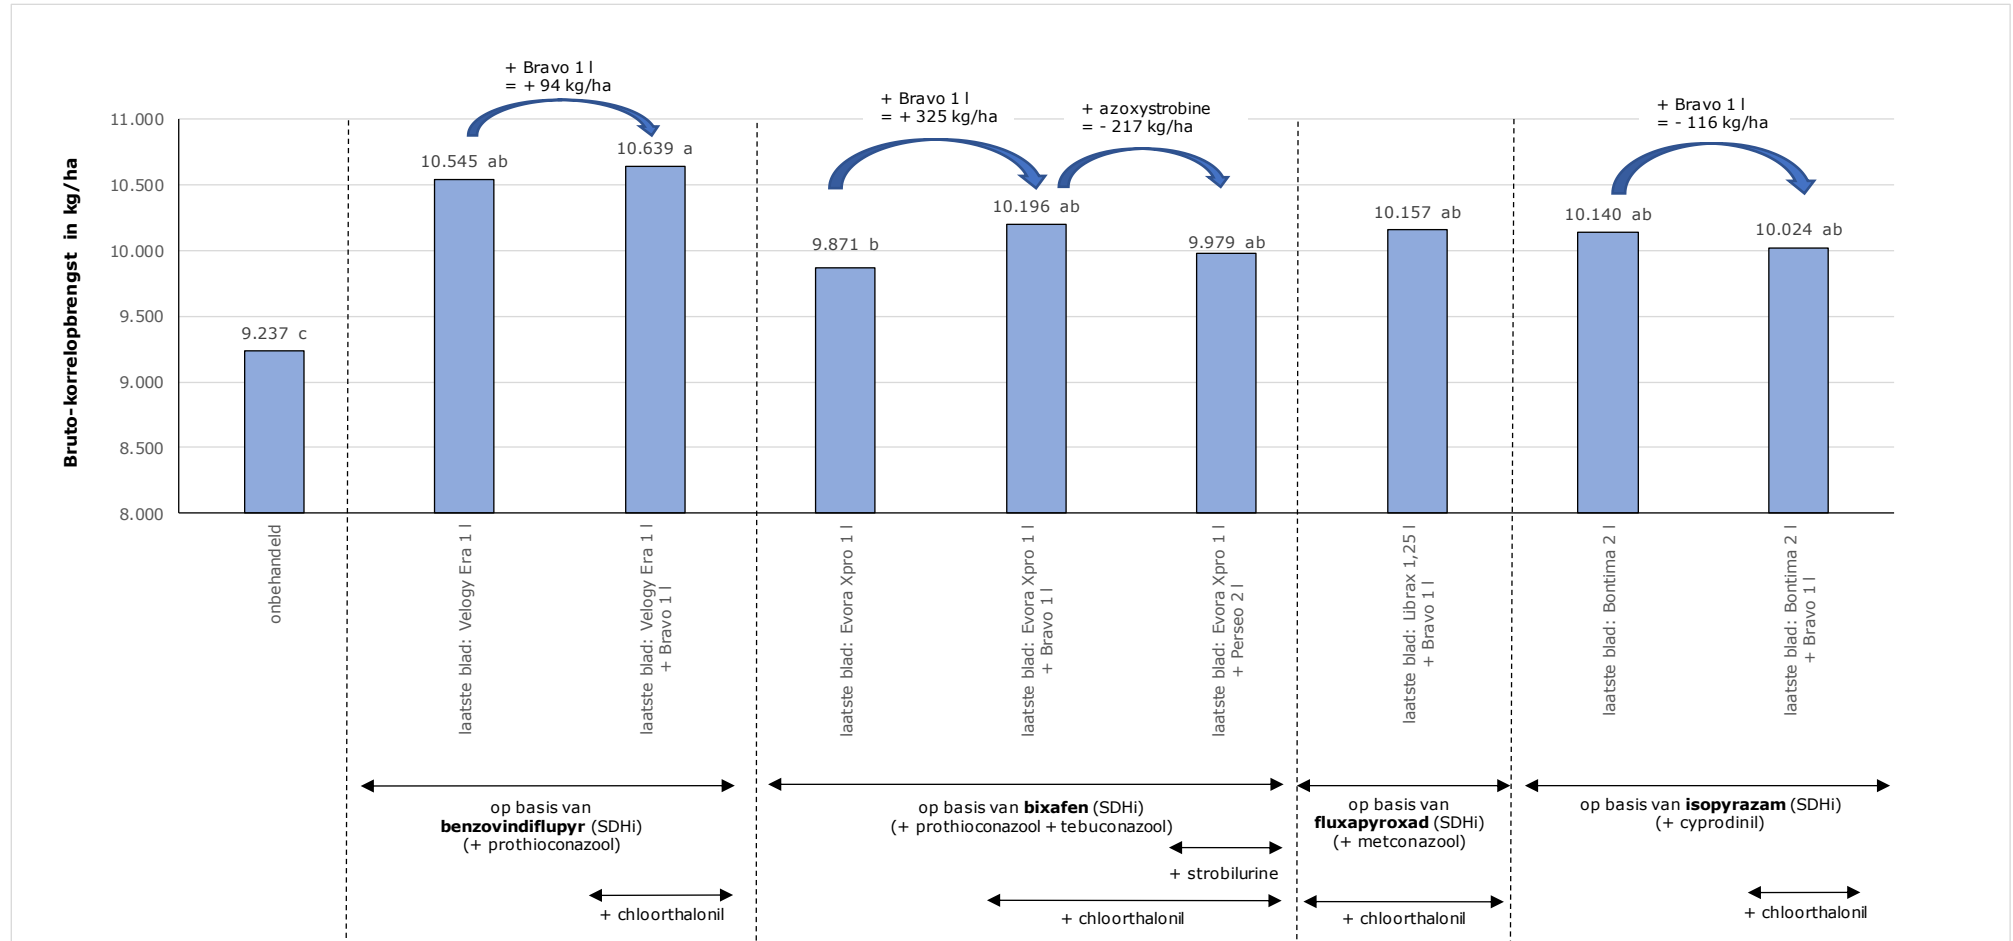 + Bravo 1 l
= + 94 kg/ha
+ Bravo 1 l
= + 325 kg/ha
+ azoxystrobine
= - 217 kg/ha
+ Bravo 1 l
= - 116 kg/ha
Bruto-korrelopbrengst in kg/ha
11.000
10.500
10.000
9.500
9.000
8.500
8.000
9.237 c
10.545 ab
10.639 a
9.871 b
10.196 ab
9.979 ab
10.157 ab
10.140 ab
10.024 ab
onbehandeld
laatste blad: Velogy Era 1 l
laatste blad: Velogy Era 1 l
+ Bravo 1 l
laatste blad: Evora Xpro 1 l
laatste blad: Evora Xpro 1 l
+ Bravo 1 l
laatste blad: Evora Xpro 1 l
+ Perseo 2 l
laatste blad: Librax 1,25 l
+ Bravo 1 l
laatste blad: Bontima 2 l
laatste blad: Bontima 2 l
+ Bravo 1 l
op basis van
benzovindiflupyr (SDHi)
(+ prothioconazool)
+ chloorthalonil
op basis van bixafen (SDHi)
(+ prothioconazool + tebuconazool)
+ strobilurine
+ chloorthalonil
op basis van
fluxapyroxad (SDHi)
(+ metconazool)
+ chloorthalonil
op basis van isopyrazam (SDHi)
(+ cyprodinil)
+ chloorthalonil